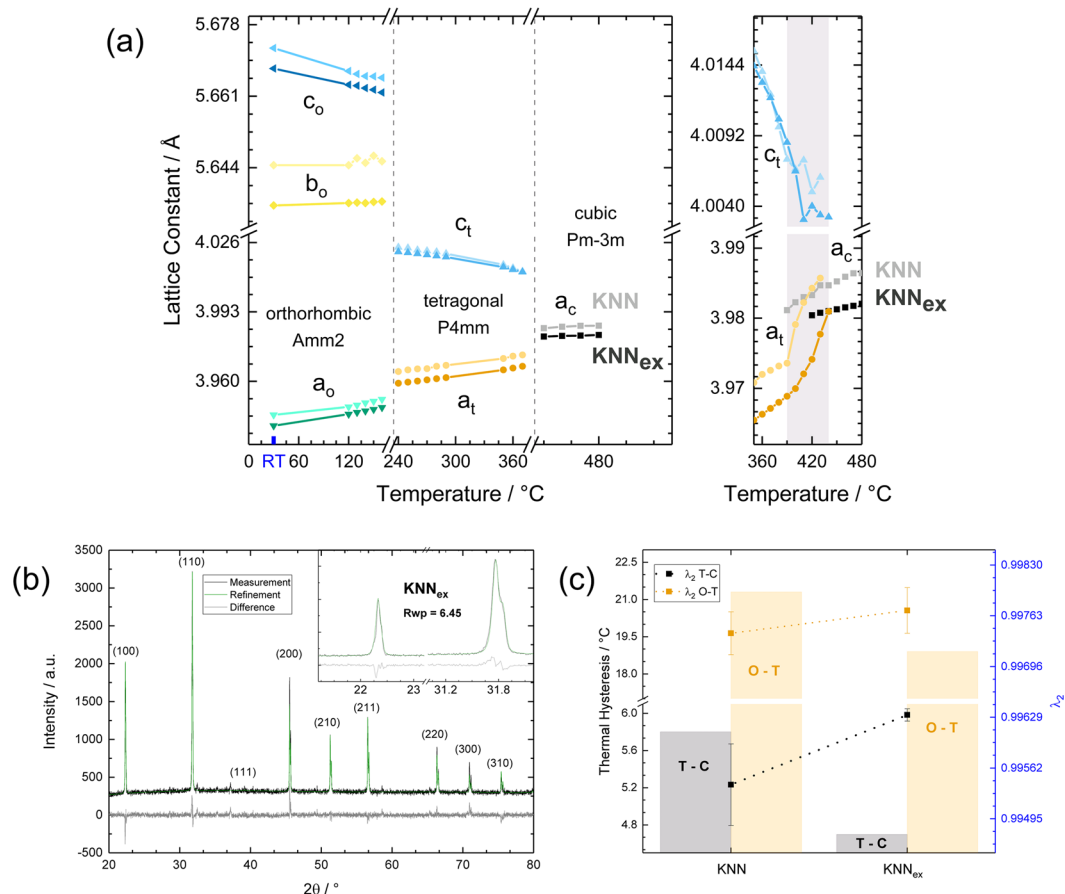 (a)
Lattice Constant / Å
5.678
5.661
5.644
4.026
3.993
3.960
c_o
b_o
a_o
orthorhombic
Amm2
c_t
tetragonal
P4mm
a_t
cubic
Pm-3m
a_c
KNN
KNN_ex
0
RT
60
120
240
300
360
480
Temperature / °C
4.0144
4.0092
4.0040
3.99
3.98
3.97
c_t
a_c
a_t
KNN
KNN_ex
350
420
480
Temperature / °C
(b)
Intensity / a.u.
3500
3000
2500
2000
1500
1000
500
0
-500
(100)
(110)
(111)
(200)
(210)
(211)
(220)
(300)
(310)
Measurement
Refinement
Difference
KNN_ex
Rwp = 6.45
22
23
31.2
31.8
20
30
40
50
60
70
80
2θ / °
(c)
Thermal Hysteresis / °C
22.5
21.0
19.5
18.0
6.0
5.6
5.2
4.8
λ₂ T-C
λ₂ O-T
O - T
T - C
O - T
T - C
KNN
KNN_ex
0.99830
0.99763
0.99696
0.99629
0.99562
0.99495
λ₂